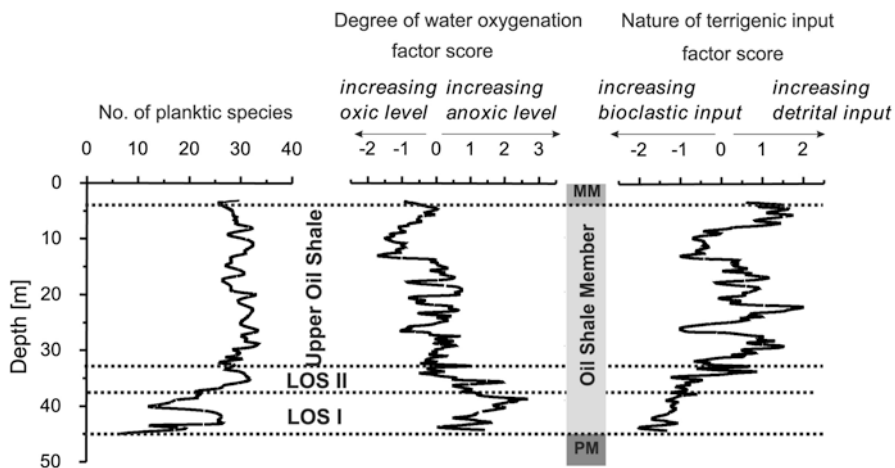 Degree of water oxygenation
factor score
Nature of terrigenic input
factor score
increasing
oxic level
increasing
anoxic level
increasing
bioclastic input
increasing
detrital input
No. of planktic species
0 10 20 30 40
-2 -1 0 1 2 3
-2 -1 0 1 2
Depth [m]
0
10
20
30
40
50
Upper Oil Shale
LOS II
LOS I
MM
Oil Shale Member
PM